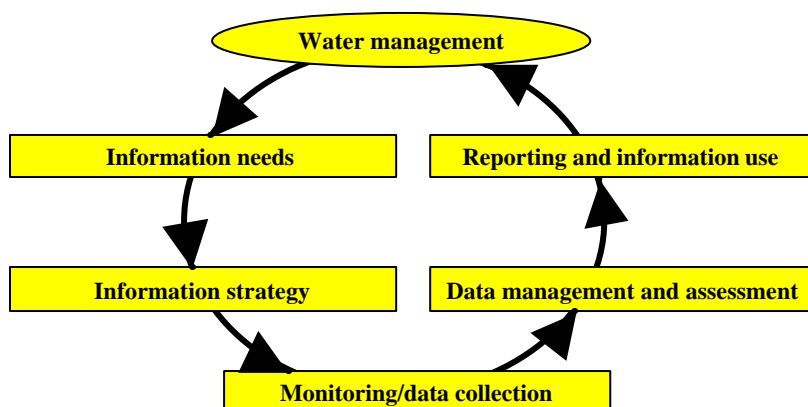 Water management
Information needs
Reporting and information use
Information strategy
Data management and assessment
Monitoring/data collection